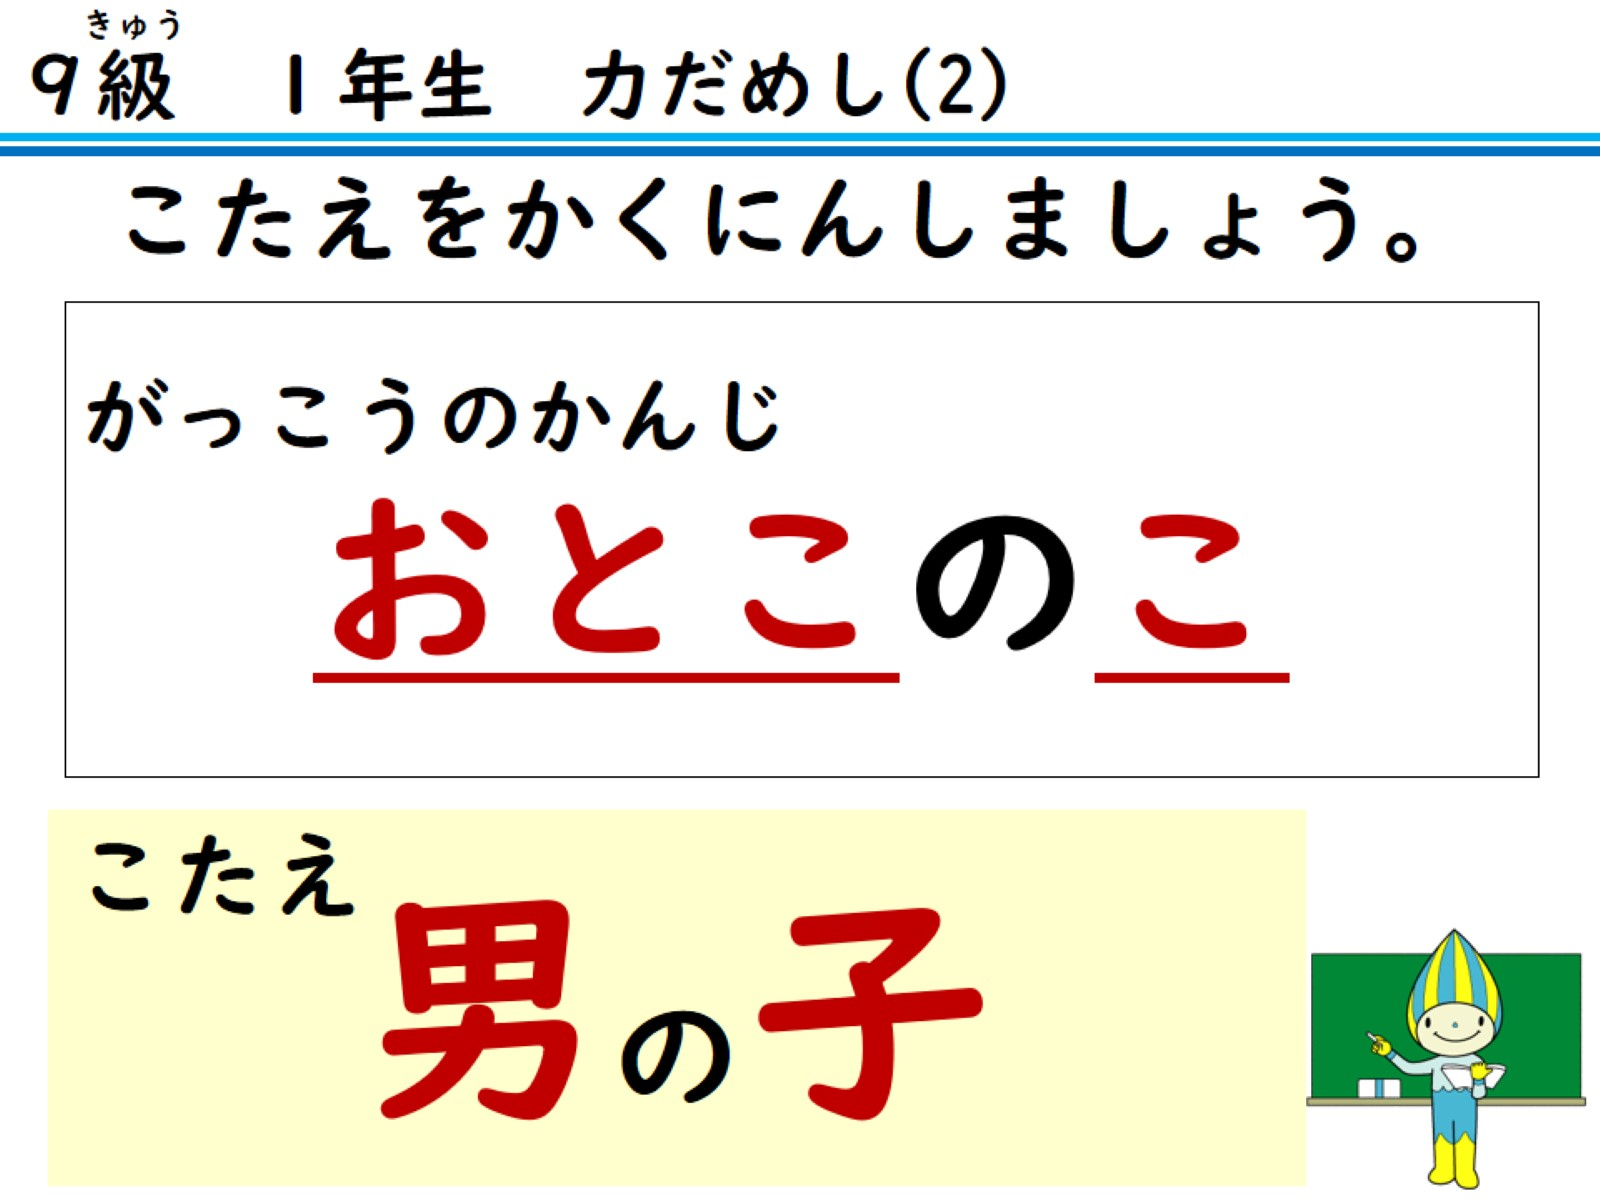 きゅう
9級　1年生　力だめし(2)
こたえをかくにんしましょう。
がっこうのかんじ
おとこのこ
こたえ
男の子